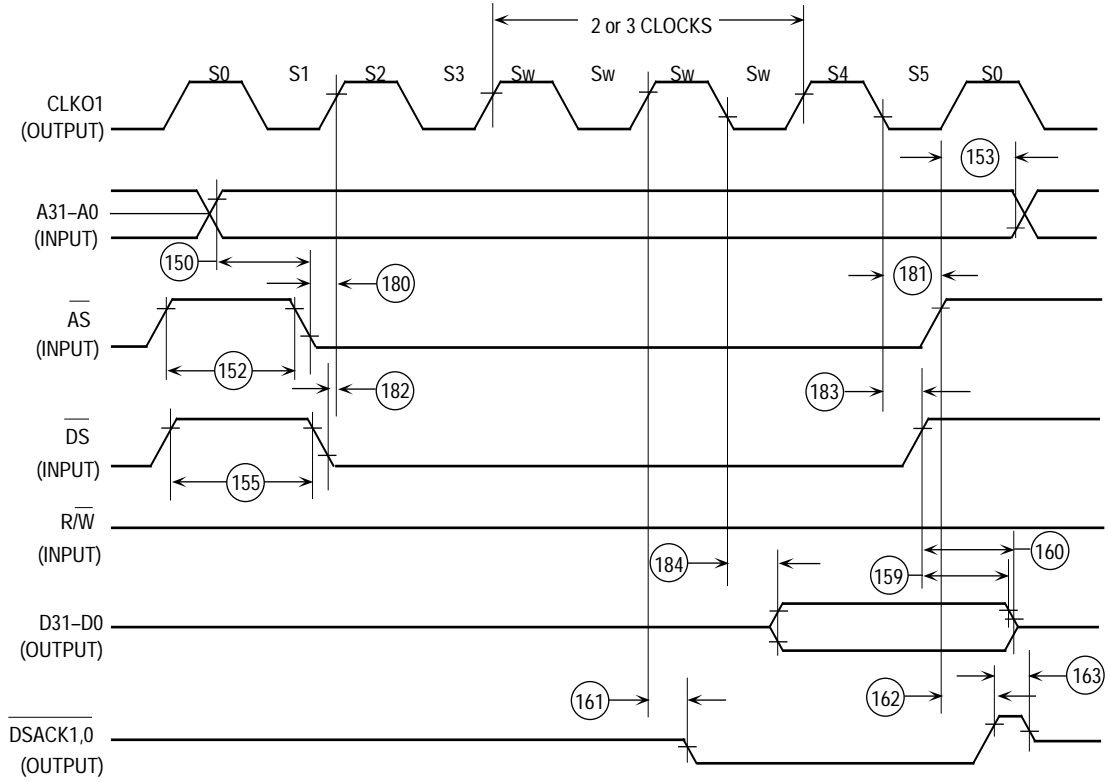 2 or 3 CLOCKS
S0 S1 S2 S3 Sw Sw Sw Sw S4 S5 S0
CLKO1
(OUTPUT)
153
A31–A0
(INPUT)
150
180
181
AS
(INPUT)
152
182
183
DS
(INPUT)
155
R/W
(INPUT)
160
184
159
D31–D0
(OUTPUT)
163
161
162
DSACK1,0
(OUTPUT)